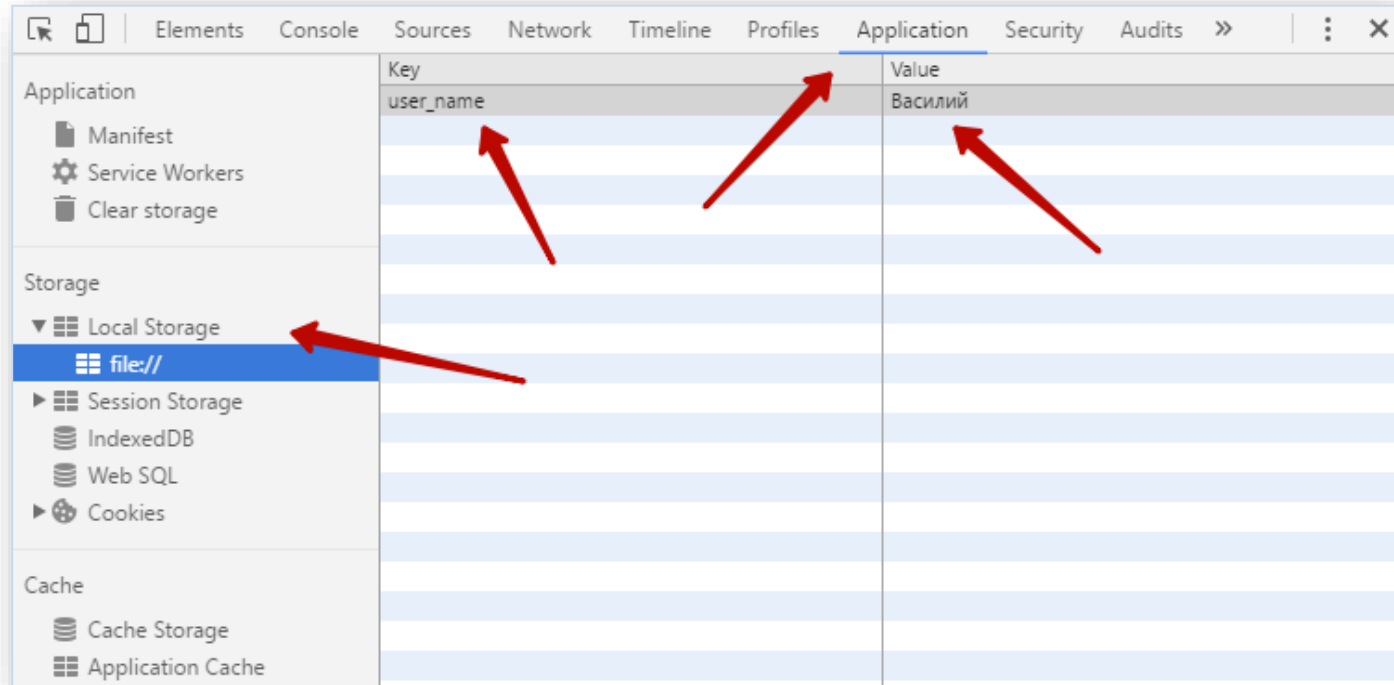 Elements Console Sources Network Timeline Profiles Application Security Audits »
Application
Manifest
Service Workers
Clear storage
Storage
Local Storage
file://
Session Storage
IndexedDB
Web SQL
Cookies
Cache
Cache Storage
Application Cache
Key Value
user_name Василий